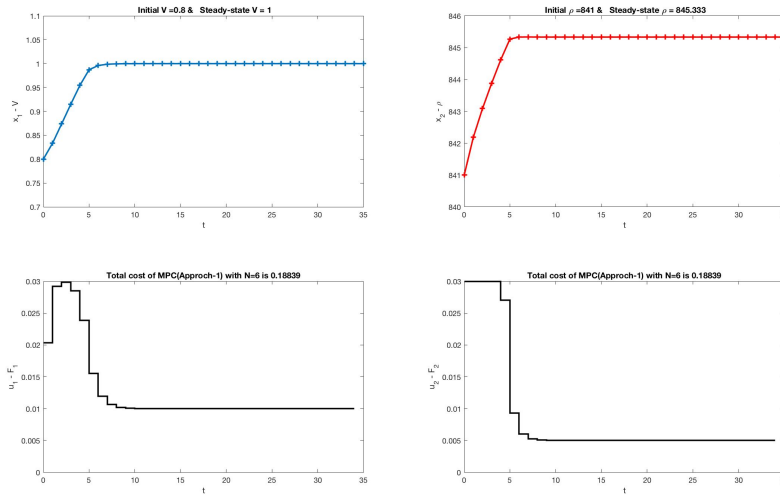 Initial V =0.8 & Steady-state V = 1
1.1
1.05
1
0.95
0.9
0.85
0.8
0.75
0.7
x1 - V
0 5 10 15 20 25 30 35
t
Initial ρ =841 & Steady-state ρ = 845.333
846
845
844
843
842
841
840
x2 - ρ
0 5 10 15 20 25 30
t
Total cost of MPC(Approch-1) with N=6 is 0.18839
0.03
0.025
0.02
0.015
0.01
0.005
0
u1 - F1
0 5 10 15 20 25 30 35
t
Total cost of MPC(Approch-1) with N=6 is 0.18839
0.03
0.025
0.02
0.015
0.01
0.005
0
u2 - F2
0 5 10 15 20 25 30
t